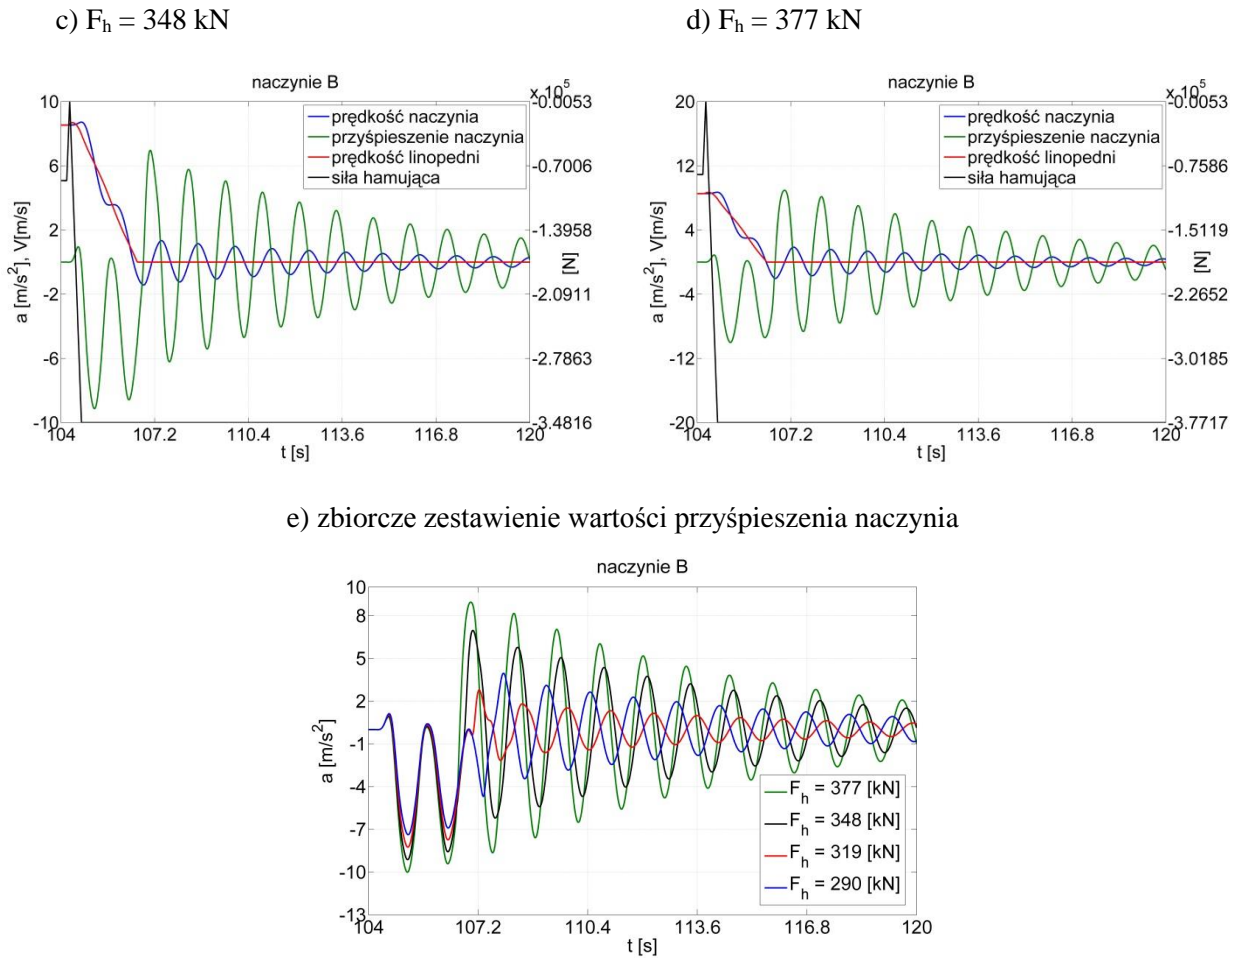 c) Fh = 348 kN
d) Fh = 377 kN
naczynie B
x 10^5
10
6
2
-2
-6
-10
a [m/s^2], V[m/s]
prędkość naczynia
przyśpieszenie naczynia
prędkość linopedni
siła hamująca
-0.0053
-0.7006
-1.3958
-2.0911
-2.7863
-3.4816
[N]
104 107.2 110.4 113.6 116.8 120
t [s]
naczynie B
x 10^5
20
12
4
-4
-12
-20
a [m/s^2], V[m/s]
prędkość naczynia
przyśpieszenie naczynia
prędkość linopedni
siła hamująca
-0.0053
-0.7586
-1.5119
-2.2652
-3.0185
-3.7717
[N]
104 107.2 110.4 113.6 116.8 120
t [s]
e) zbiorcze zestawienie wartości przyśpieszenia naczynia
naczynie B
10
8
5
2
-1
-4
-7
-10
-13
a [m/s^2]
F_h = 377 [kN]
F_h = 348 [kN]
F_h = 319 [kN]
F_h = 290 [kN]
104 107.2 110.4 113.6 116.8 120
t [s]